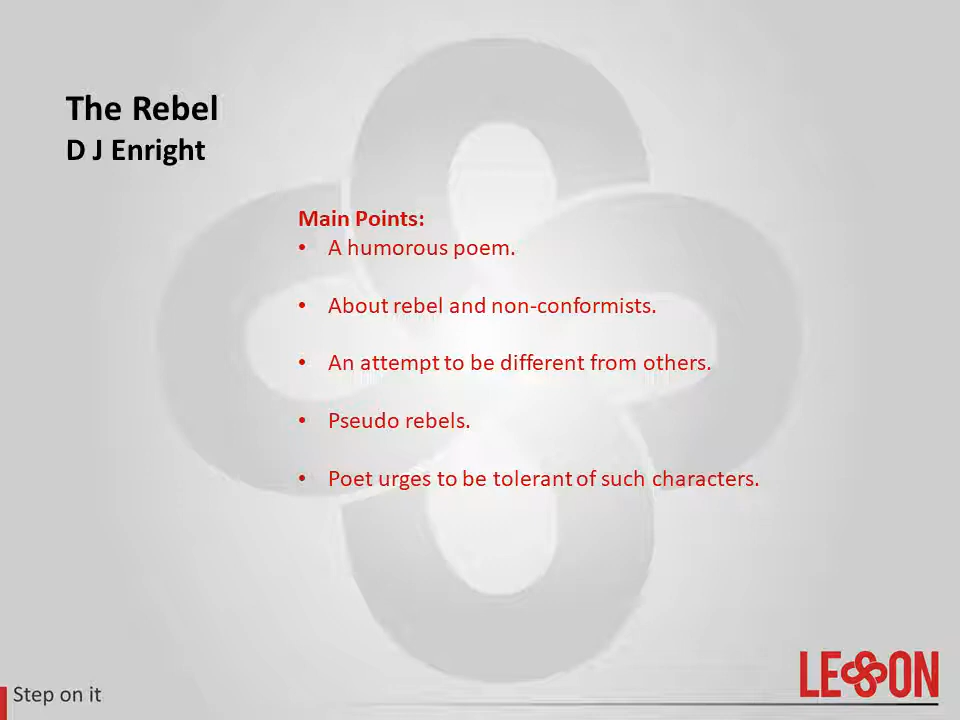 The Rebel
D J Enright
Main Points:
• A humorous poem.
• About rebel and non-conformists.
• An attempt to be different from others.
• Pseudo rebels.
• Poet urges to be tolerant of such characters.
Step on it
LESSON